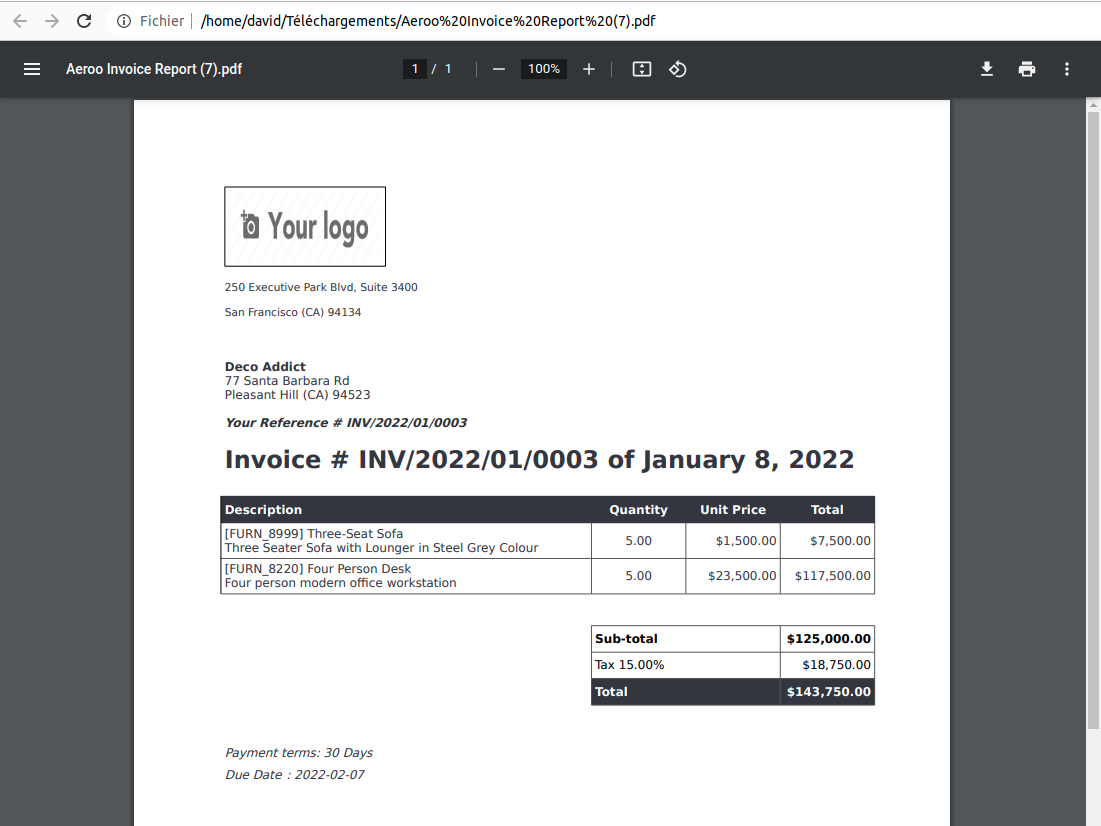 Fichier /home/david/Téléchargements/Aeroo%20Invoice%20Report%20(7).pdf
Aeroo Invoice Report (7).pdf 1 / 1 100%
Your logo
250 Executive Park Blvd, Suite 3400
San Francisco (CA) 94134
Deco Addict
77 Santa Barbara Rd
Pleasant Hill (CA) 94523
Your Reference # INV/2022/01/0003
Invoice # INV/2022/01/0003 of January 8, 2022
Description Quantity Unit Price Total
[FURN_8999] Three-Seat Sofa
Three Seater Sofa with Lounger in Steel Grey Colour 5.00 $1,500.00 $7,500.00
[FURN_8220] Four Person Desk
Four person modern office workstation 5.00 $23,500.00 $117,500.00
Sub-total $125,000.00
Tax 15.00% $18,750.00
Total $143,750.00
Payment terms: 30 Days
Due Date : 2022-02-07